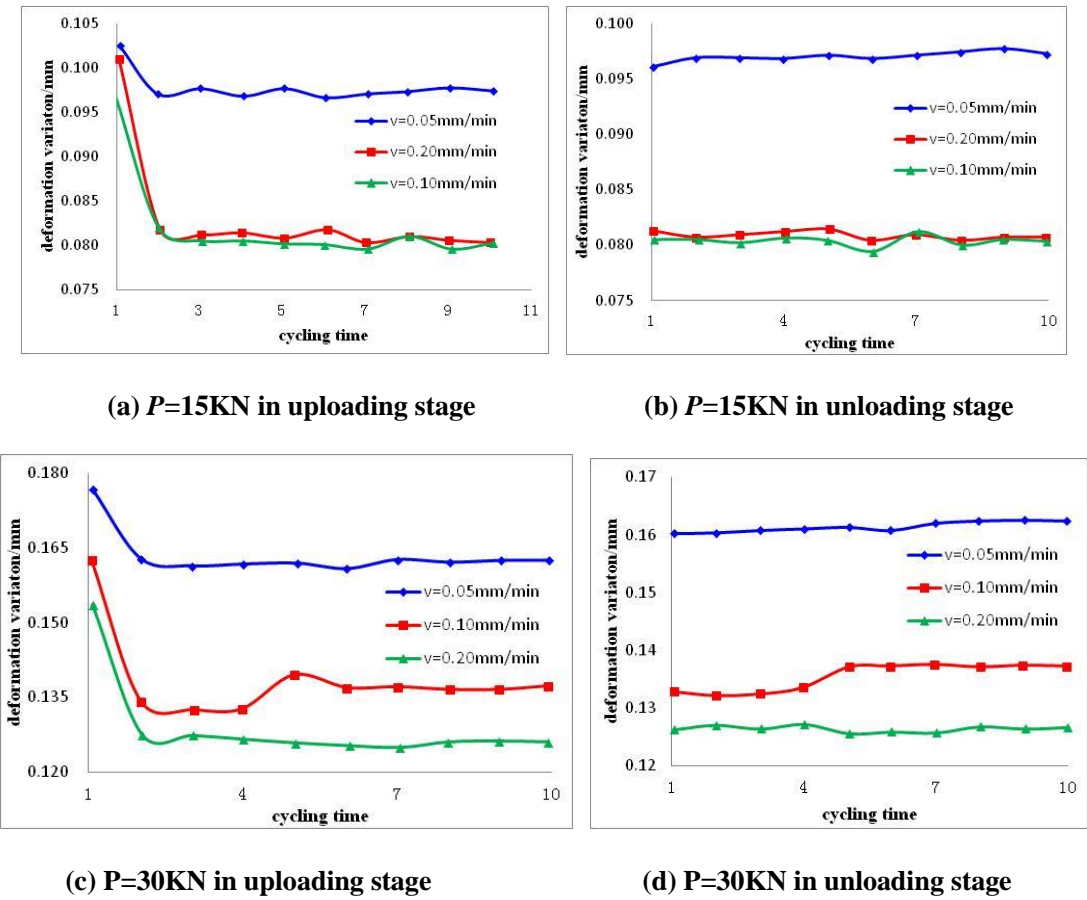 0.105
0.100
0.095
0.090
0.085
0.080
0.075
deformation variaton/mm
v=0.05mm/min
v=0.20mm/min
v=0.10mm/min
1 3 5 7 9 11
cycling time
(a) P=15KN in uploading stage
0.100
0.095
0.090
0.085
0.080
0.075
deformation variaton/mm
v=0.05mm/min
v=0.20mm/min
v=0.10mm/min
1 4 7 10
cycling time
(b) P=15KN in unloading stage
0.180
0.165
0.150
0.135
0.120
deformation variaton/mm
v=0.05mm/min
v=0.10mm/min
v=0.20mm/min
1 4 7 10
cycling time
(c) P=30KN in uploading stage
0.17
0.16
0.15
0.14
0.13
0.12
deformation variaton/mm
v=0.05mm/min
v=0.10mm/min
v=0.20mm/min
1 4 7 10
cycling time
(d) P=30KN in unloading stage